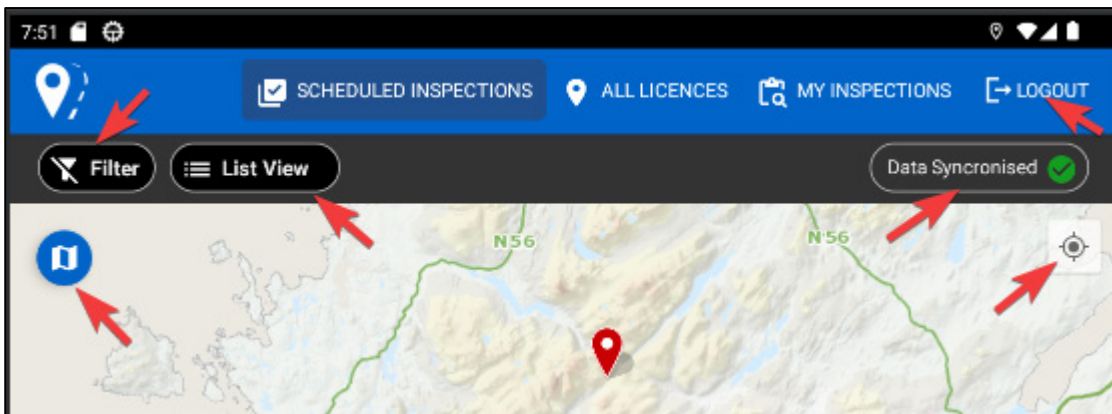 7:51
SCHEDULED INSPECTIONS
ALL LICENCES
MY INSPECTIONS
LOGOUT
Filter
List View
Data Syncronised
N56
N56